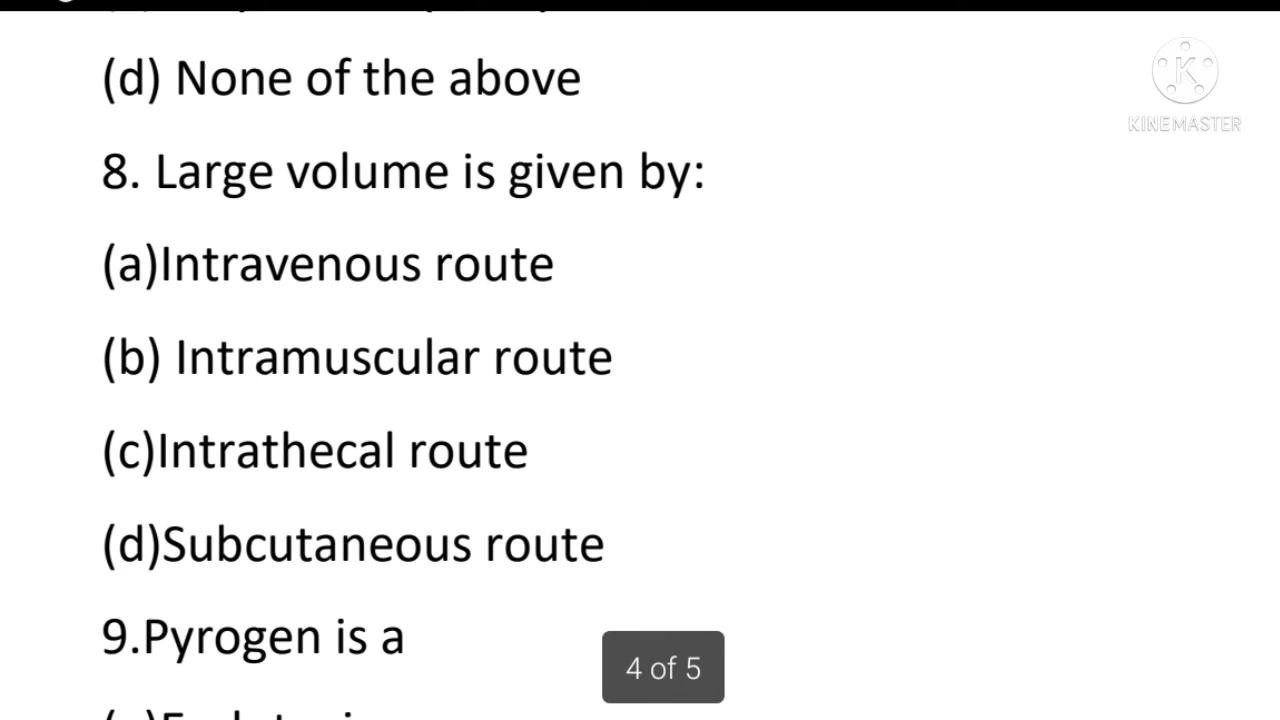 (d) None of the above
K
KINEMASTER
8. Large volume is given by:
(a)Intravenous route
(b) Intramuscular route
(c)Intrathecal route
(d)Subcutaneous route
9.Pyrogen is a
4 of 5